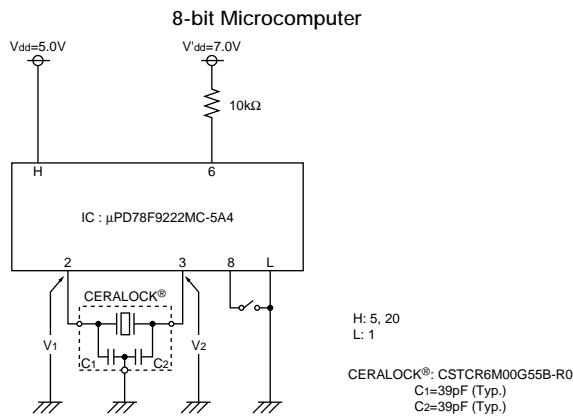 8-bit Microcomputer
Vdd=5.0V
V'dd=7.0V
10kΩ
H
6
IC : μPD78F9222MC-5A4
2
3
8
L
CERALOCK®
V1
C1
C2
V2
H: 5, 20
L: 1
CERALOCK®: CSTCR6M00G55B-R0
C1=39pF (Typ.)
C2=39pF (Typ.)